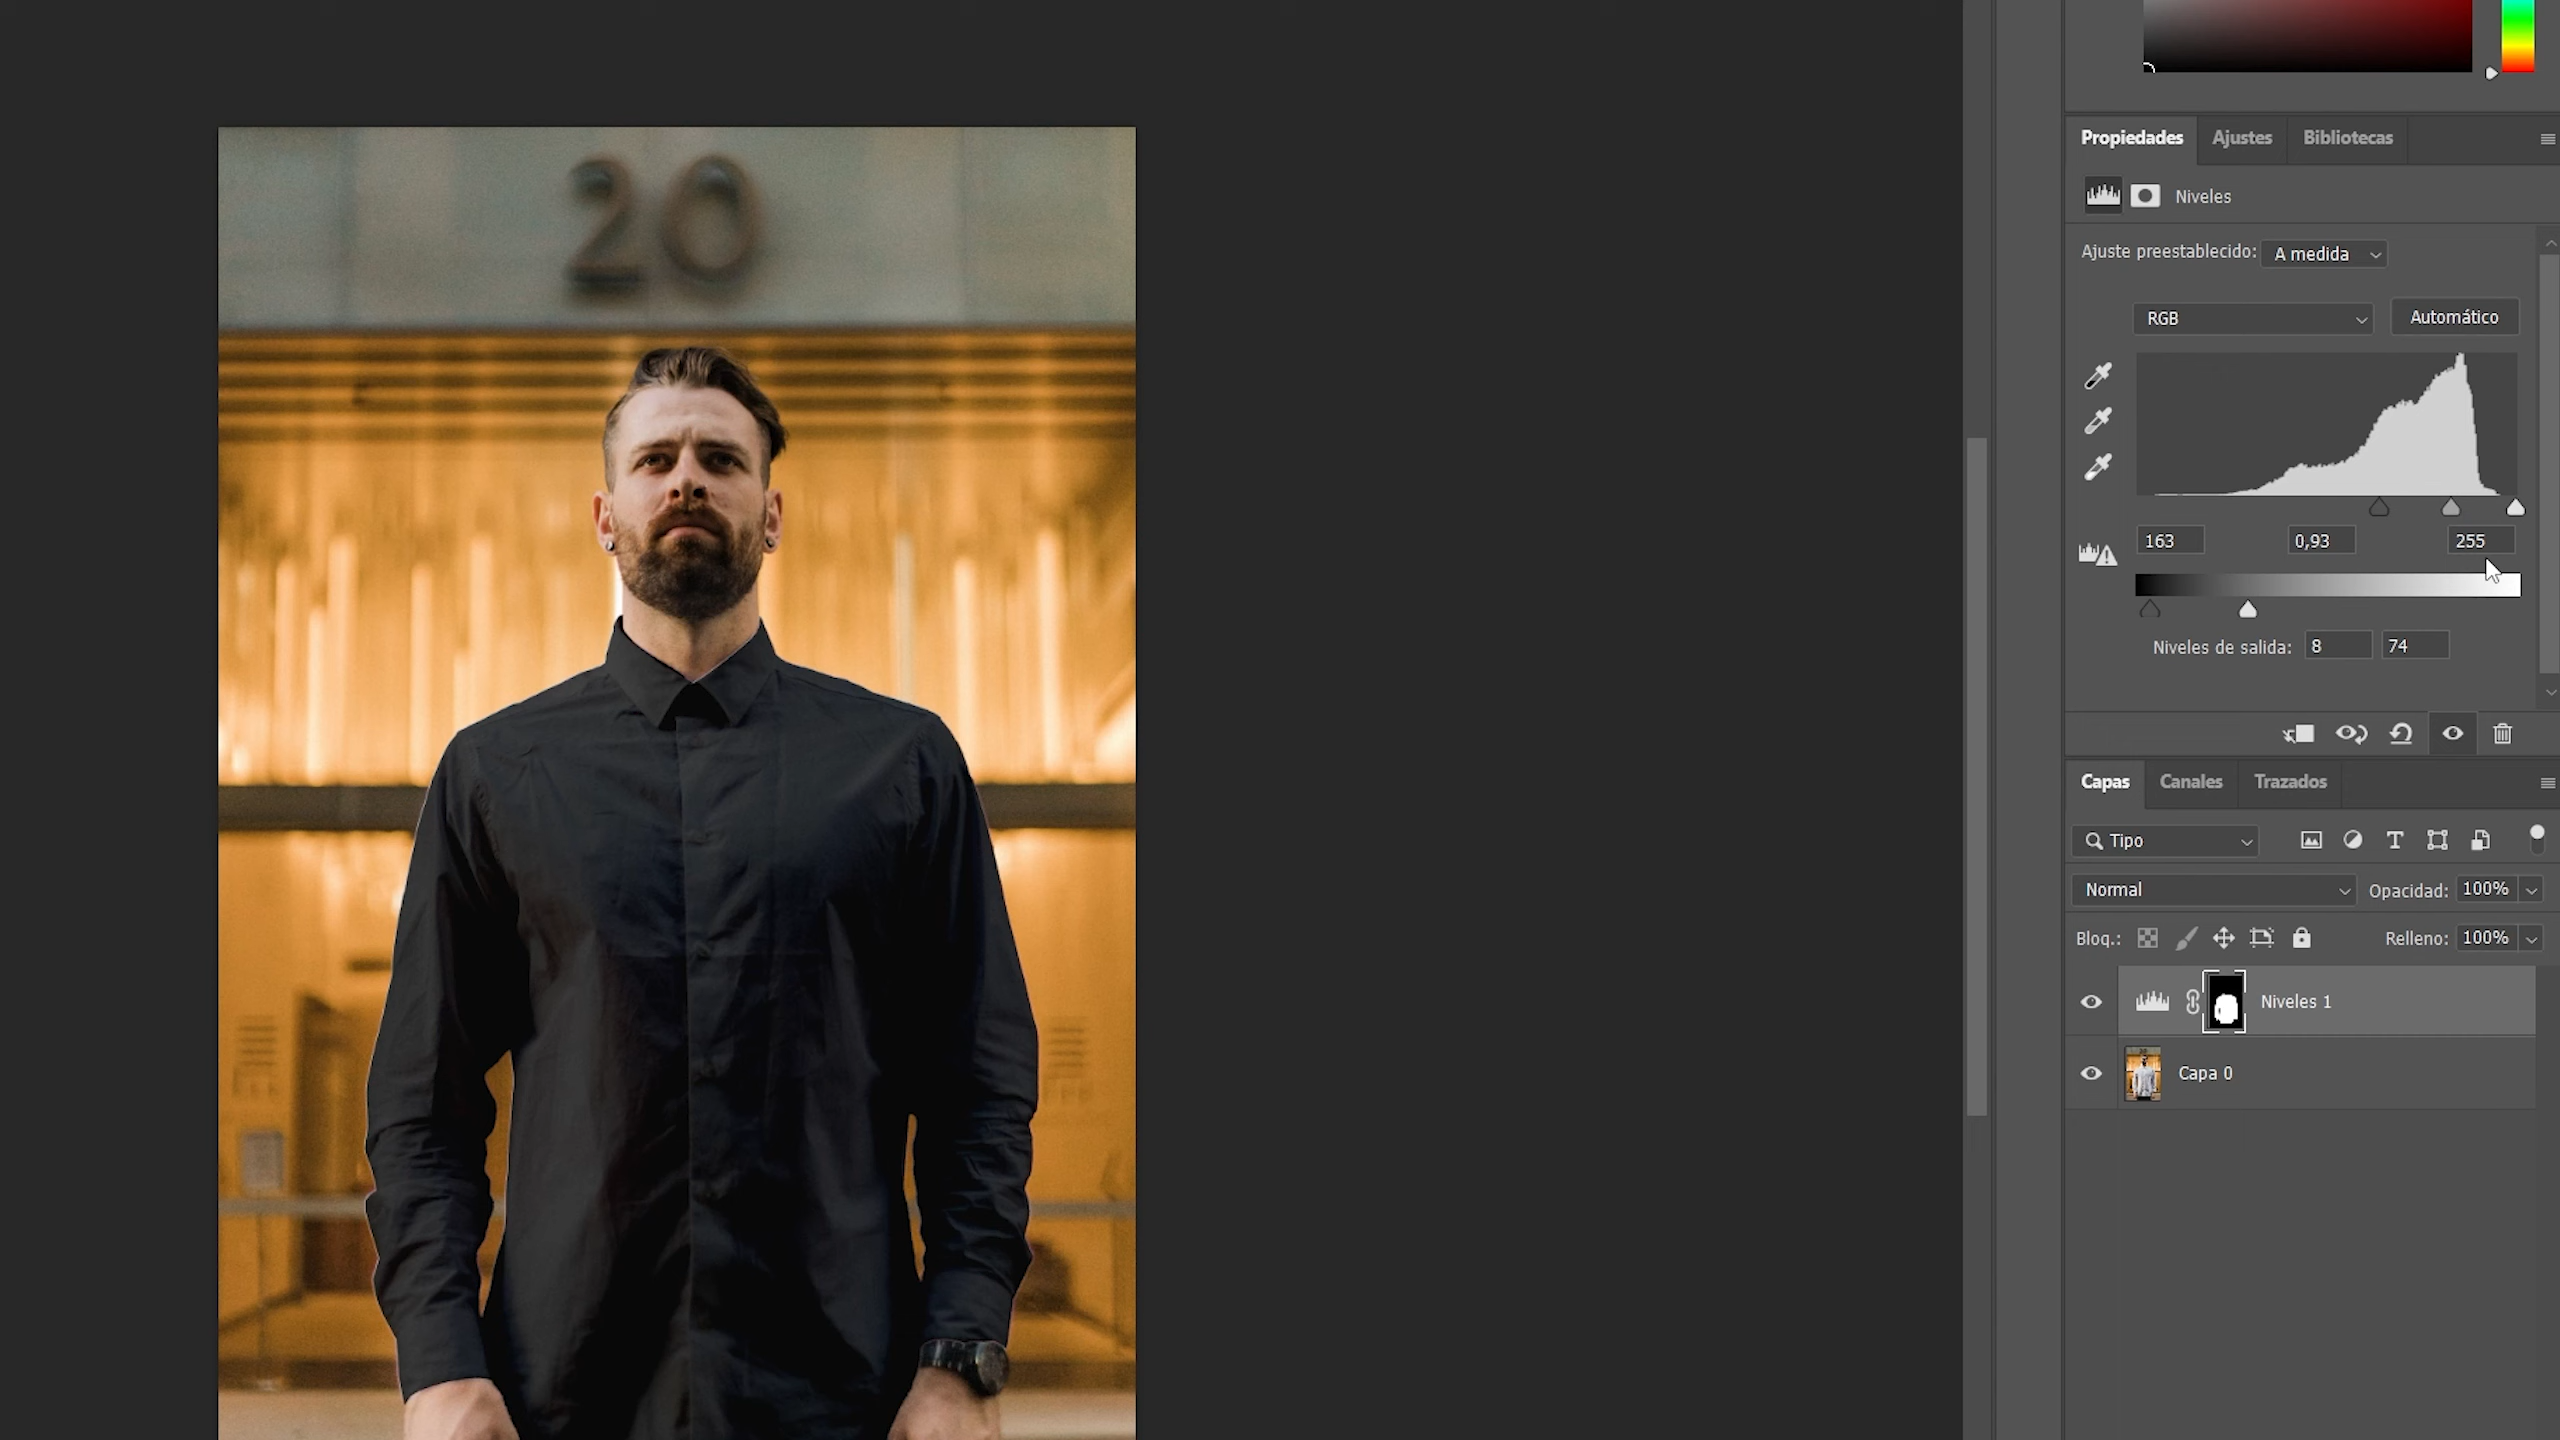 20
Propiedades Ajustes Bibliotecas
Niveles
Ajuste preestablecido: A medida
RGB Automático
163 0,93 255
Niveles de salida: 8 74
Capas Canales Trazados
Tipo
Normal Opacidad: 100%
Bloq.: Relleno: 100%
Niveles 1
Capa 0